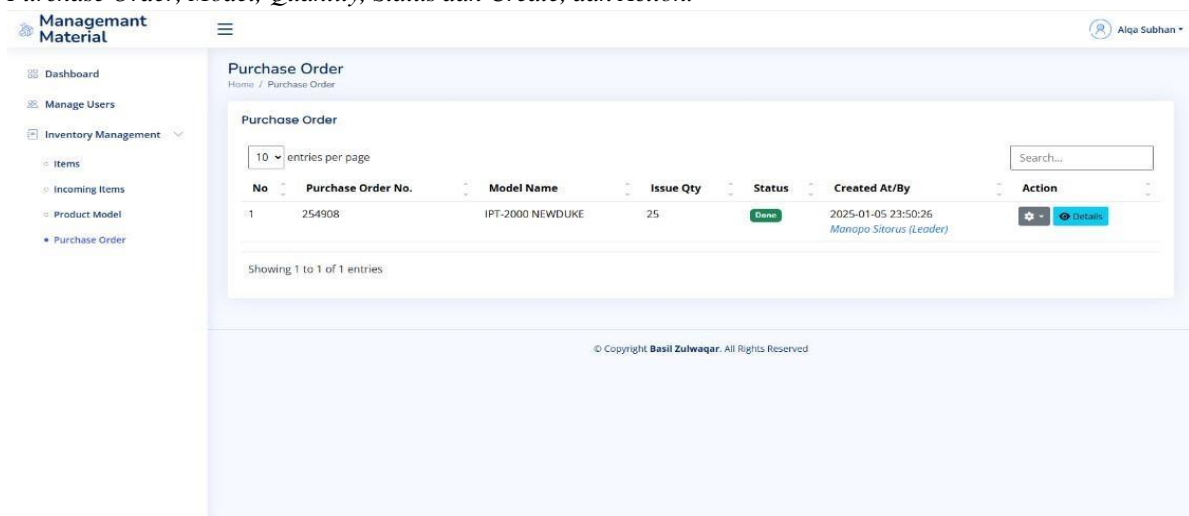 Purchase Order, Model, Quantity, Status dan Create, dan Action.
Managemant
Material
Alqa Subhan
Dashboard
Manage Users
Inventory Management
Items
Incoming Items
Product Model
Purchase Order
Purchase Order
Home / Purchase Order
Purchase Order
10 entries per page
Search...
No Purchase Order No. Model Name Issue Qty Status Created At/By Action
1 254908 IPT-2000 NEWDUKE 25 Done 2025-01-05 23:50:26 Details
Manopo Sitorus (Leader)
Showing 1 to 1 of 1 entries
© Copyright Basil Zulwaqar. All Rights Reserved